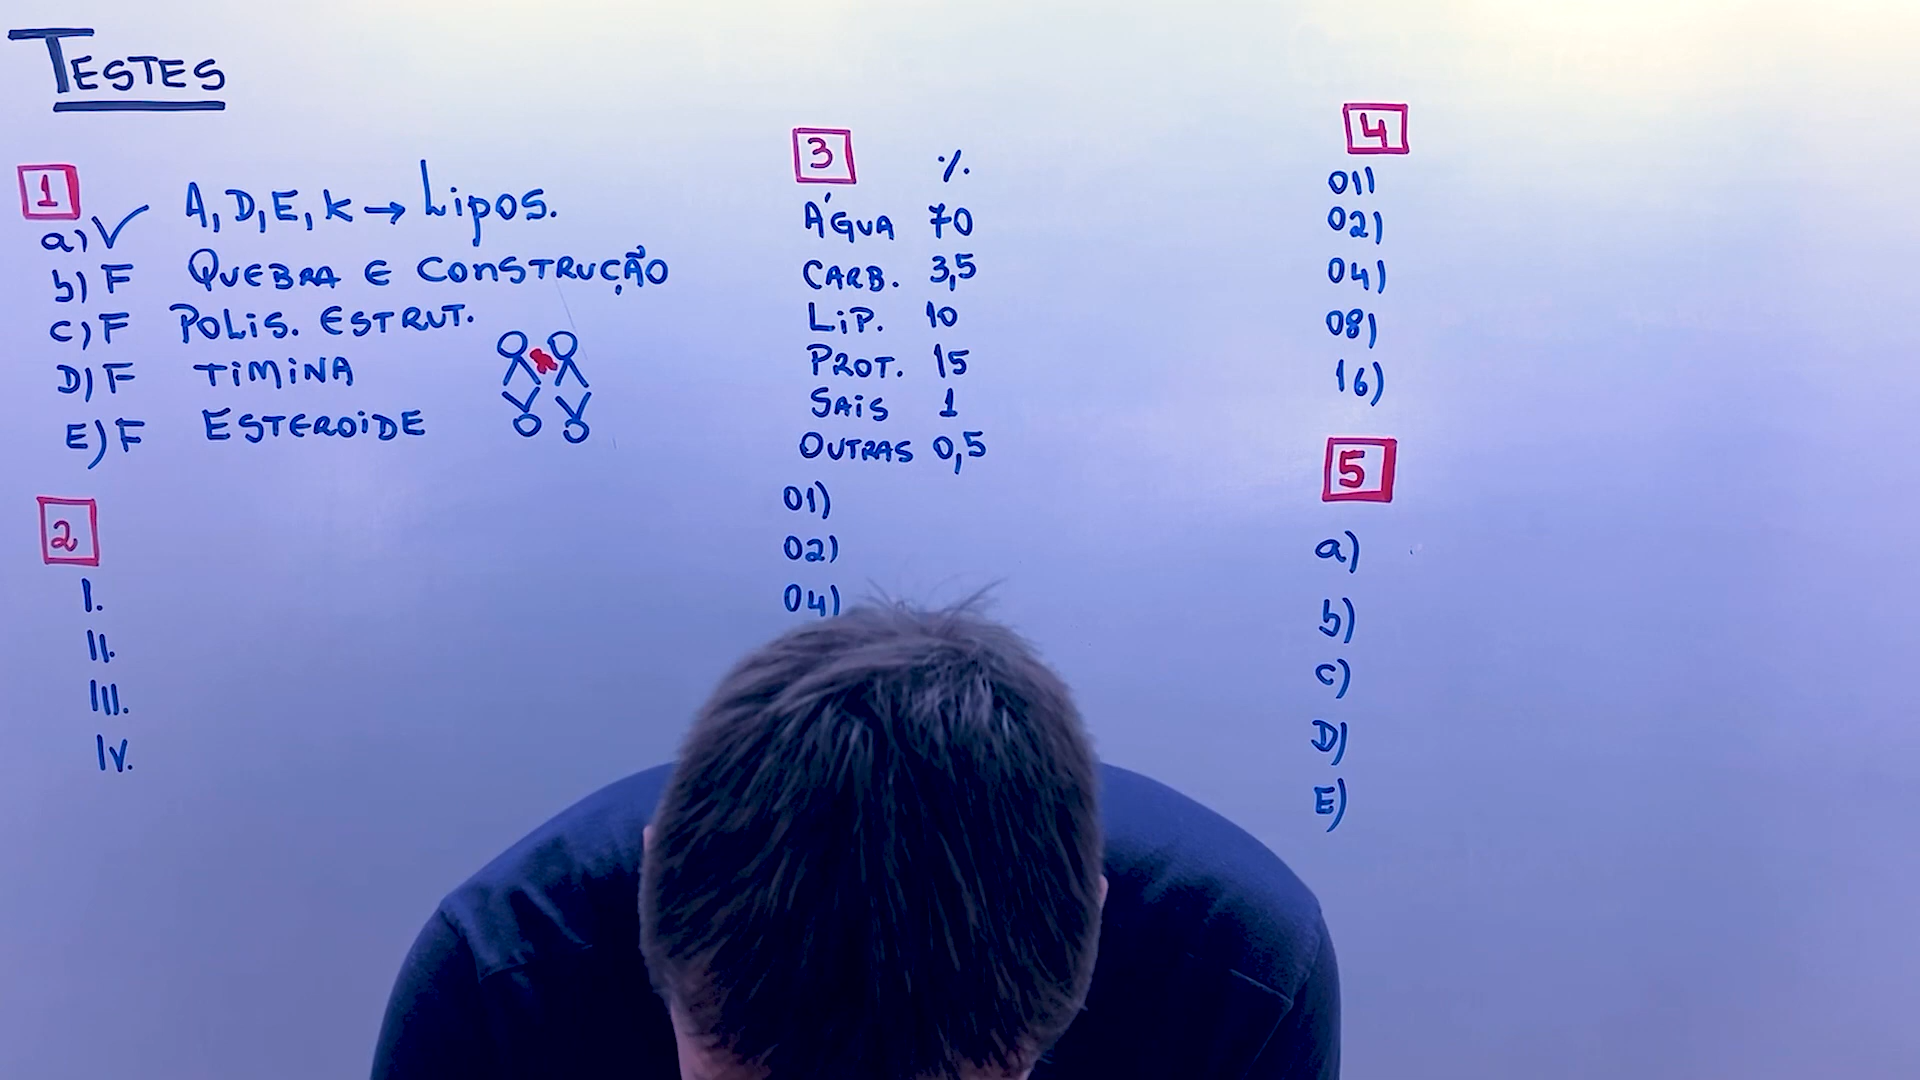 TESTES
1
a) ✓ A, D, E, K → LIPOS.
b) F QUEBRA E CONSTRUÇÃO
C) F POLIS. ESTRUT.
D) F TIMINA
E) F ESTEROIDE
2
I.
II.
III.
IV.
3 %
ÁGUA 70
CARB. 3,5
LIP. 10
PROT. 15
SAIS 1
OUTRAS 0,5
01)
02)
04)
4
01)
02)
04)
08)
16)
5
a)
b)
C)
D)
E)